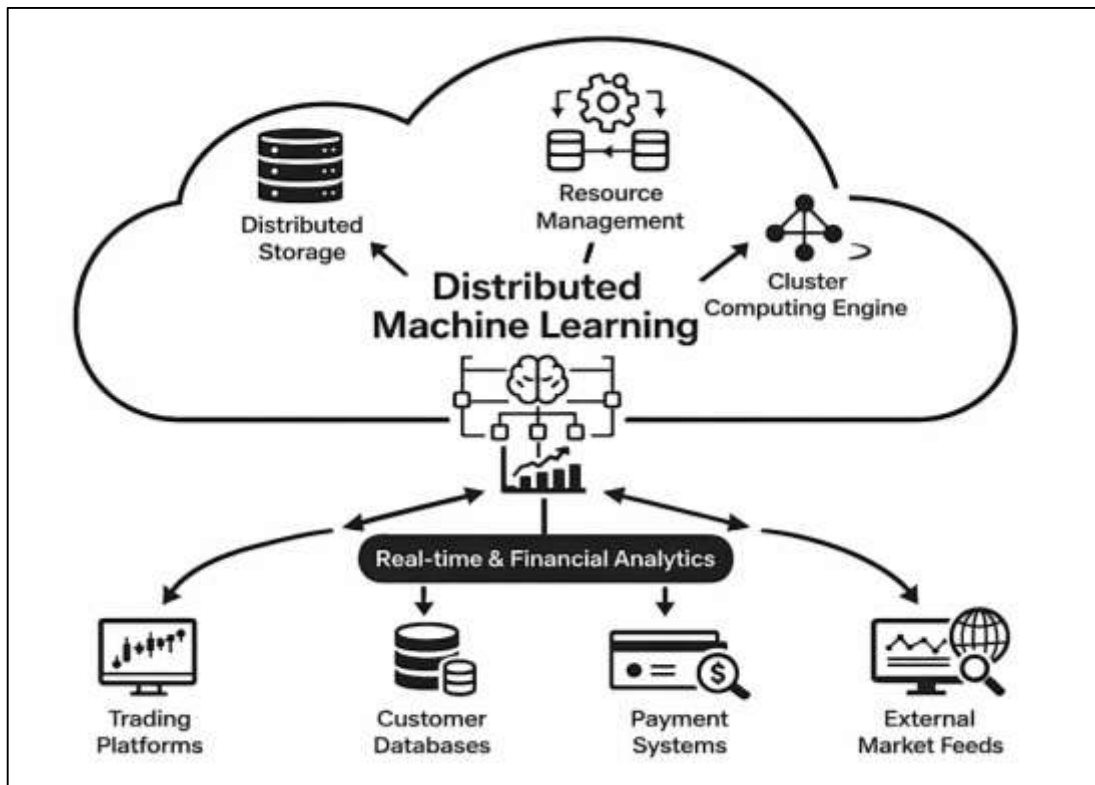 Distributed
Storage
Resource
Management
Cluster
Computing Engine
Distributed
Machine Learning
Real-time & Financial Analytics
$
Trading
Platforms
Customer
Databases
Payment
Systems
External
Market Feeds